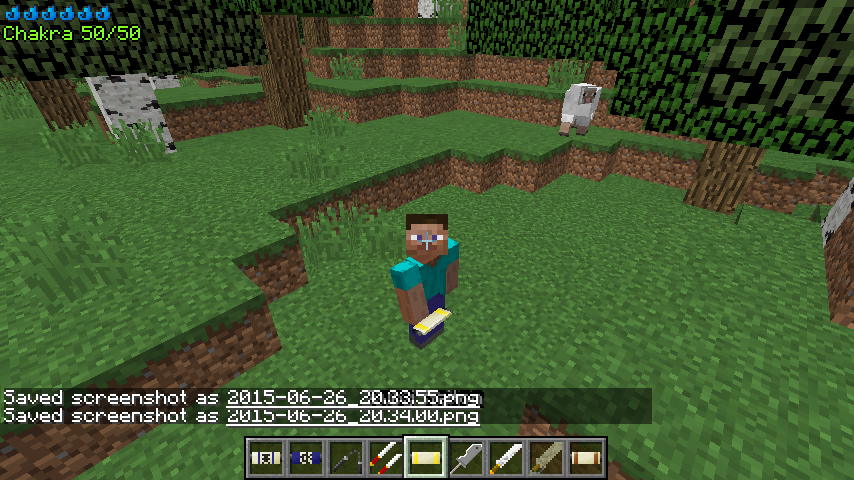 Chakra 50/50
Saved screenshot as 2015-06-26_20.33.55.png
Saved screenshot as 2015-06-26_20.34.00.png